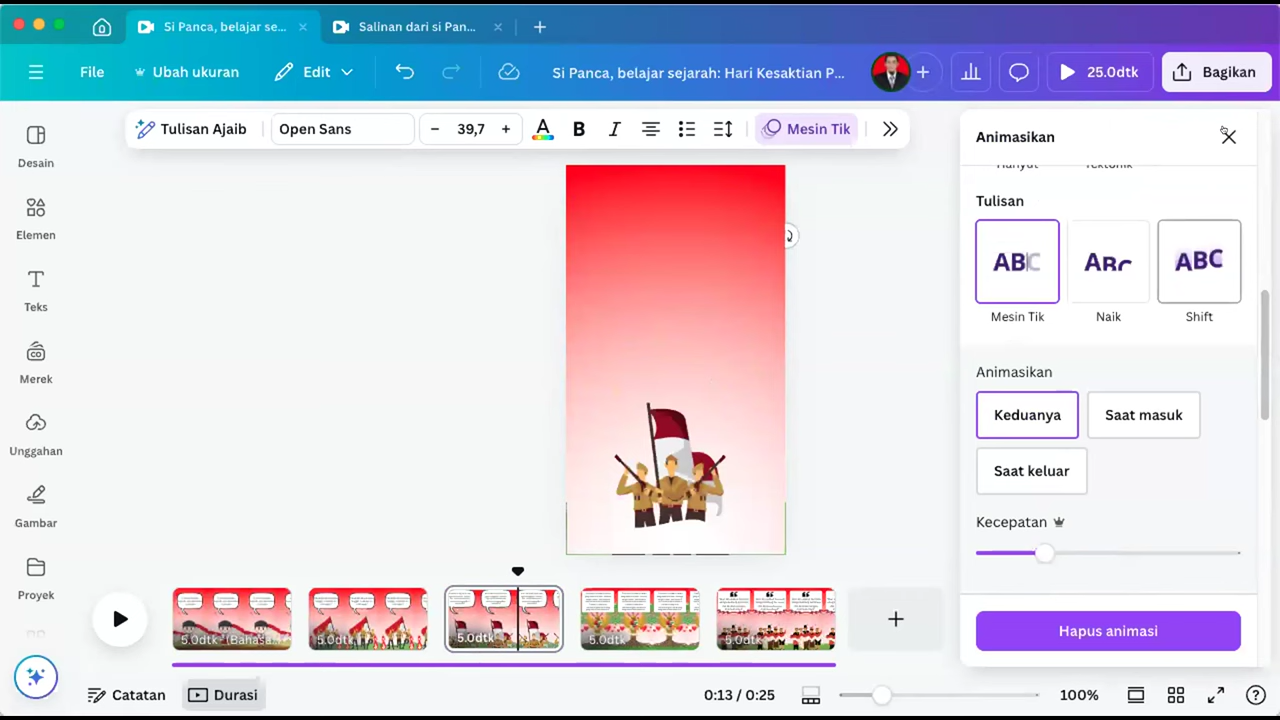 Si Panca, belajar se...
Salinan dari si Pan...
File
Ubah ukuran
Edit
Si Panca, belajar sejarah: Hari Kesaktian P...
25.0dtk
Bagikan
Tulisan Ajaib
Open Sans
– 39,7 +
A
B
I
Mesin Tik
Animasikan
Desain
Elemen
Teks
Merek
Unggahan
Gambar
Proyek
Tulisan
ABC
ABC
ABC
Mesin Tik
Naik
Shift
Animasikan
Keduanya
Saat masuk
Saat keluar
Kecepatan
Hapus animasi
5.0dtk
5.0dtk
5.0dtk
5.0dtk
5.0dtk
Catatan
Durasi
0:13 / 0:25
100%